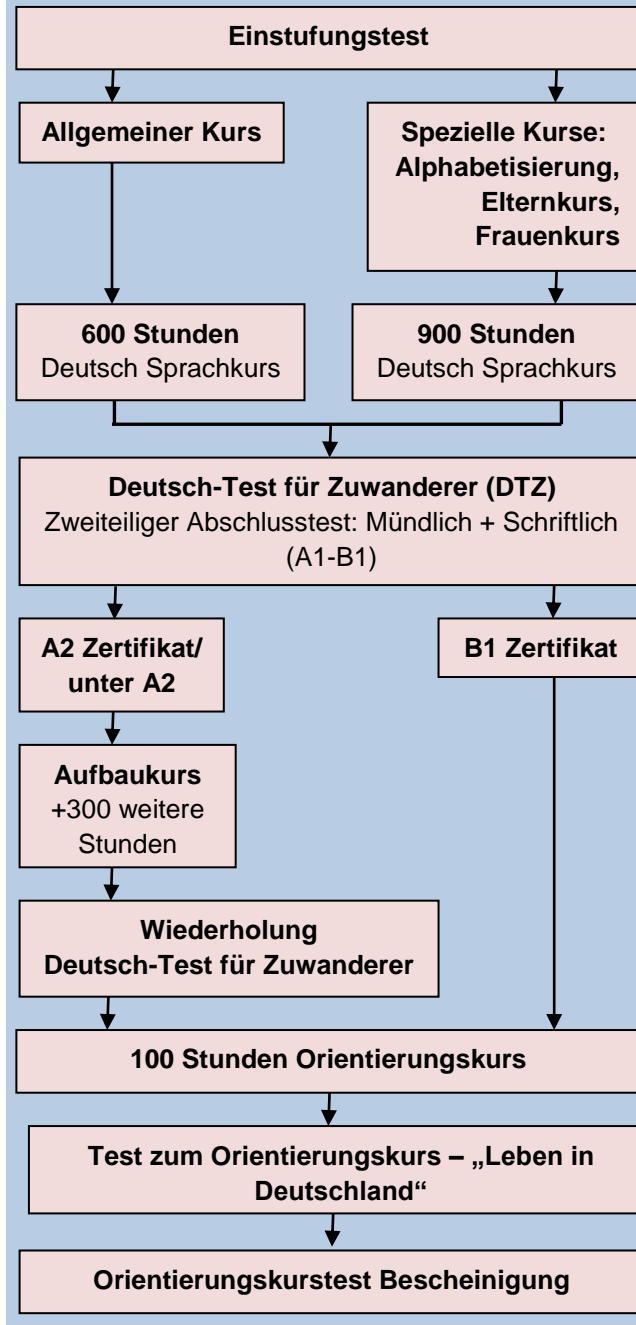 Einstufungstest
Allgemeiner Kurs
Spezielle Kurse:
Alphabetisierung,
Elternkurs,
Frauenkurs
600 Stunden
Deutsch Sprachkurs
900 Stunden
Deutsch Sprachkurs
Deutsch-Test für Zuwanderer (DTZ)
Zweiteiliger Abschlusstest: Mündlich + Schriftlich
(A1-B1)
A2 Zertifikat/
unter A2
B1 Zertifikat
Aufbaukurs
+300 weitere
Stunden
Wiederholung
Deutsch-Test für Zuwanderer
100 Stunden Orientierungskurs
Test zum Orientierungskurs – „Leben in
Deutschland“
Orientierungskurstest Bescheinigung